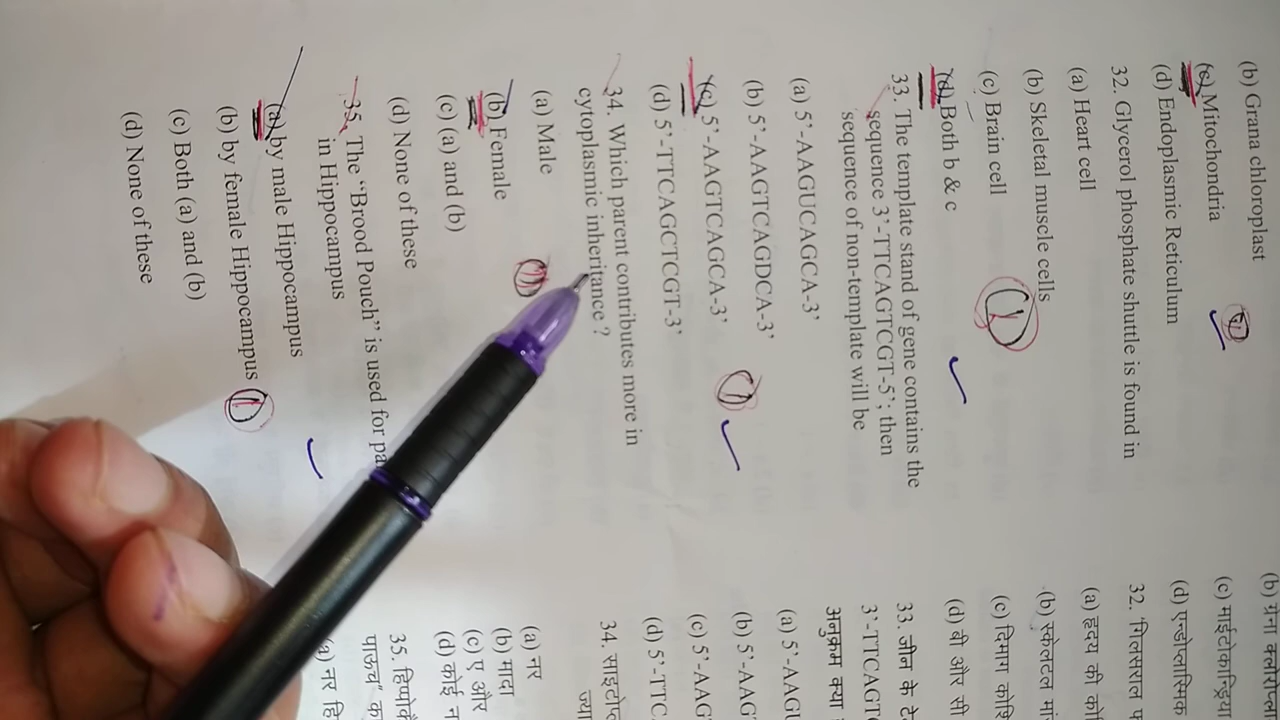 (b) Grana chloroplast
(c) Mitochondria
(d) Endoplasmic Reticulum
32. Glycerol phosphate shuttle is found in
(a) Heart cell
(b) Skeletal muscle cells
(c) Brain cell
(d) Both b & c
33. The template stand of gene contains the
sequence 3'-TTCAGTCGT-5'; then
sequence of non-template will be
(a) 5'-AAGUCAGCA-3'
(b) 5'-AAGTCAGDCA-3'
(c) 5'-AAGTCAGCA-3'
(d) 5'-TTCAGCTCGT-3'
34. Which parent contributes more in
cytoplasmic inheritance ?
(a) Male
(b) Female
(c) (a) and (b)
(d) None of these
35. The "Brood Pouch" is used for
in Hippocampus
(a) by male Hippocampus
(b) by female Hippocampus
(c) Both (a) and (b)
(d) None of these
(b) ग्रेना
(c) माईटोकान्ड्रिया
(d) एन्डोप्लास्मिक
32. गिलसराल
(a) हृदय की
(b) स्केलटल
(c) दिमाग
(d) बी और सी
33. जीन के
3'-TTCAGT
अनुक्रम क्या
(a) 5'-AAGU
(b) 5'-AAG
(c) 5'-AAG
(d) 5'-TTC
34.
(a) नर
(b) मादा
(c) ए और
(d) कोई
35.
पाऊच"
(a) नर